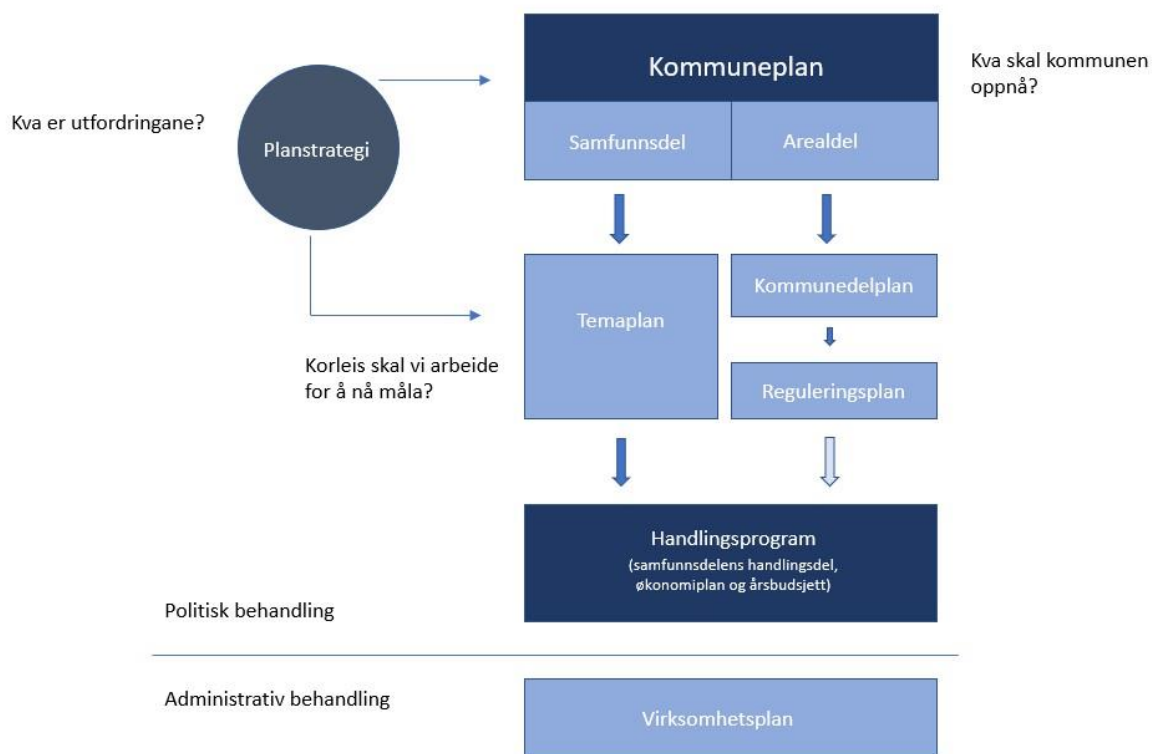 Kommuneplan
Kva skal kommunen
oppnå?
Kva er utfordringane?
Planstrategi
Samfunnsdel
Arealdel
Temaplan
Kommunedelplan
Korleis skal vi arbeide
for å nå måla?
Reguleringsplan
Handlingsprogram
(samfunnsdelens handlingsdel,
økonomiplan og årsbudsjett)
Politisk behandling
Administrativ behandling
Virksomhetsplan